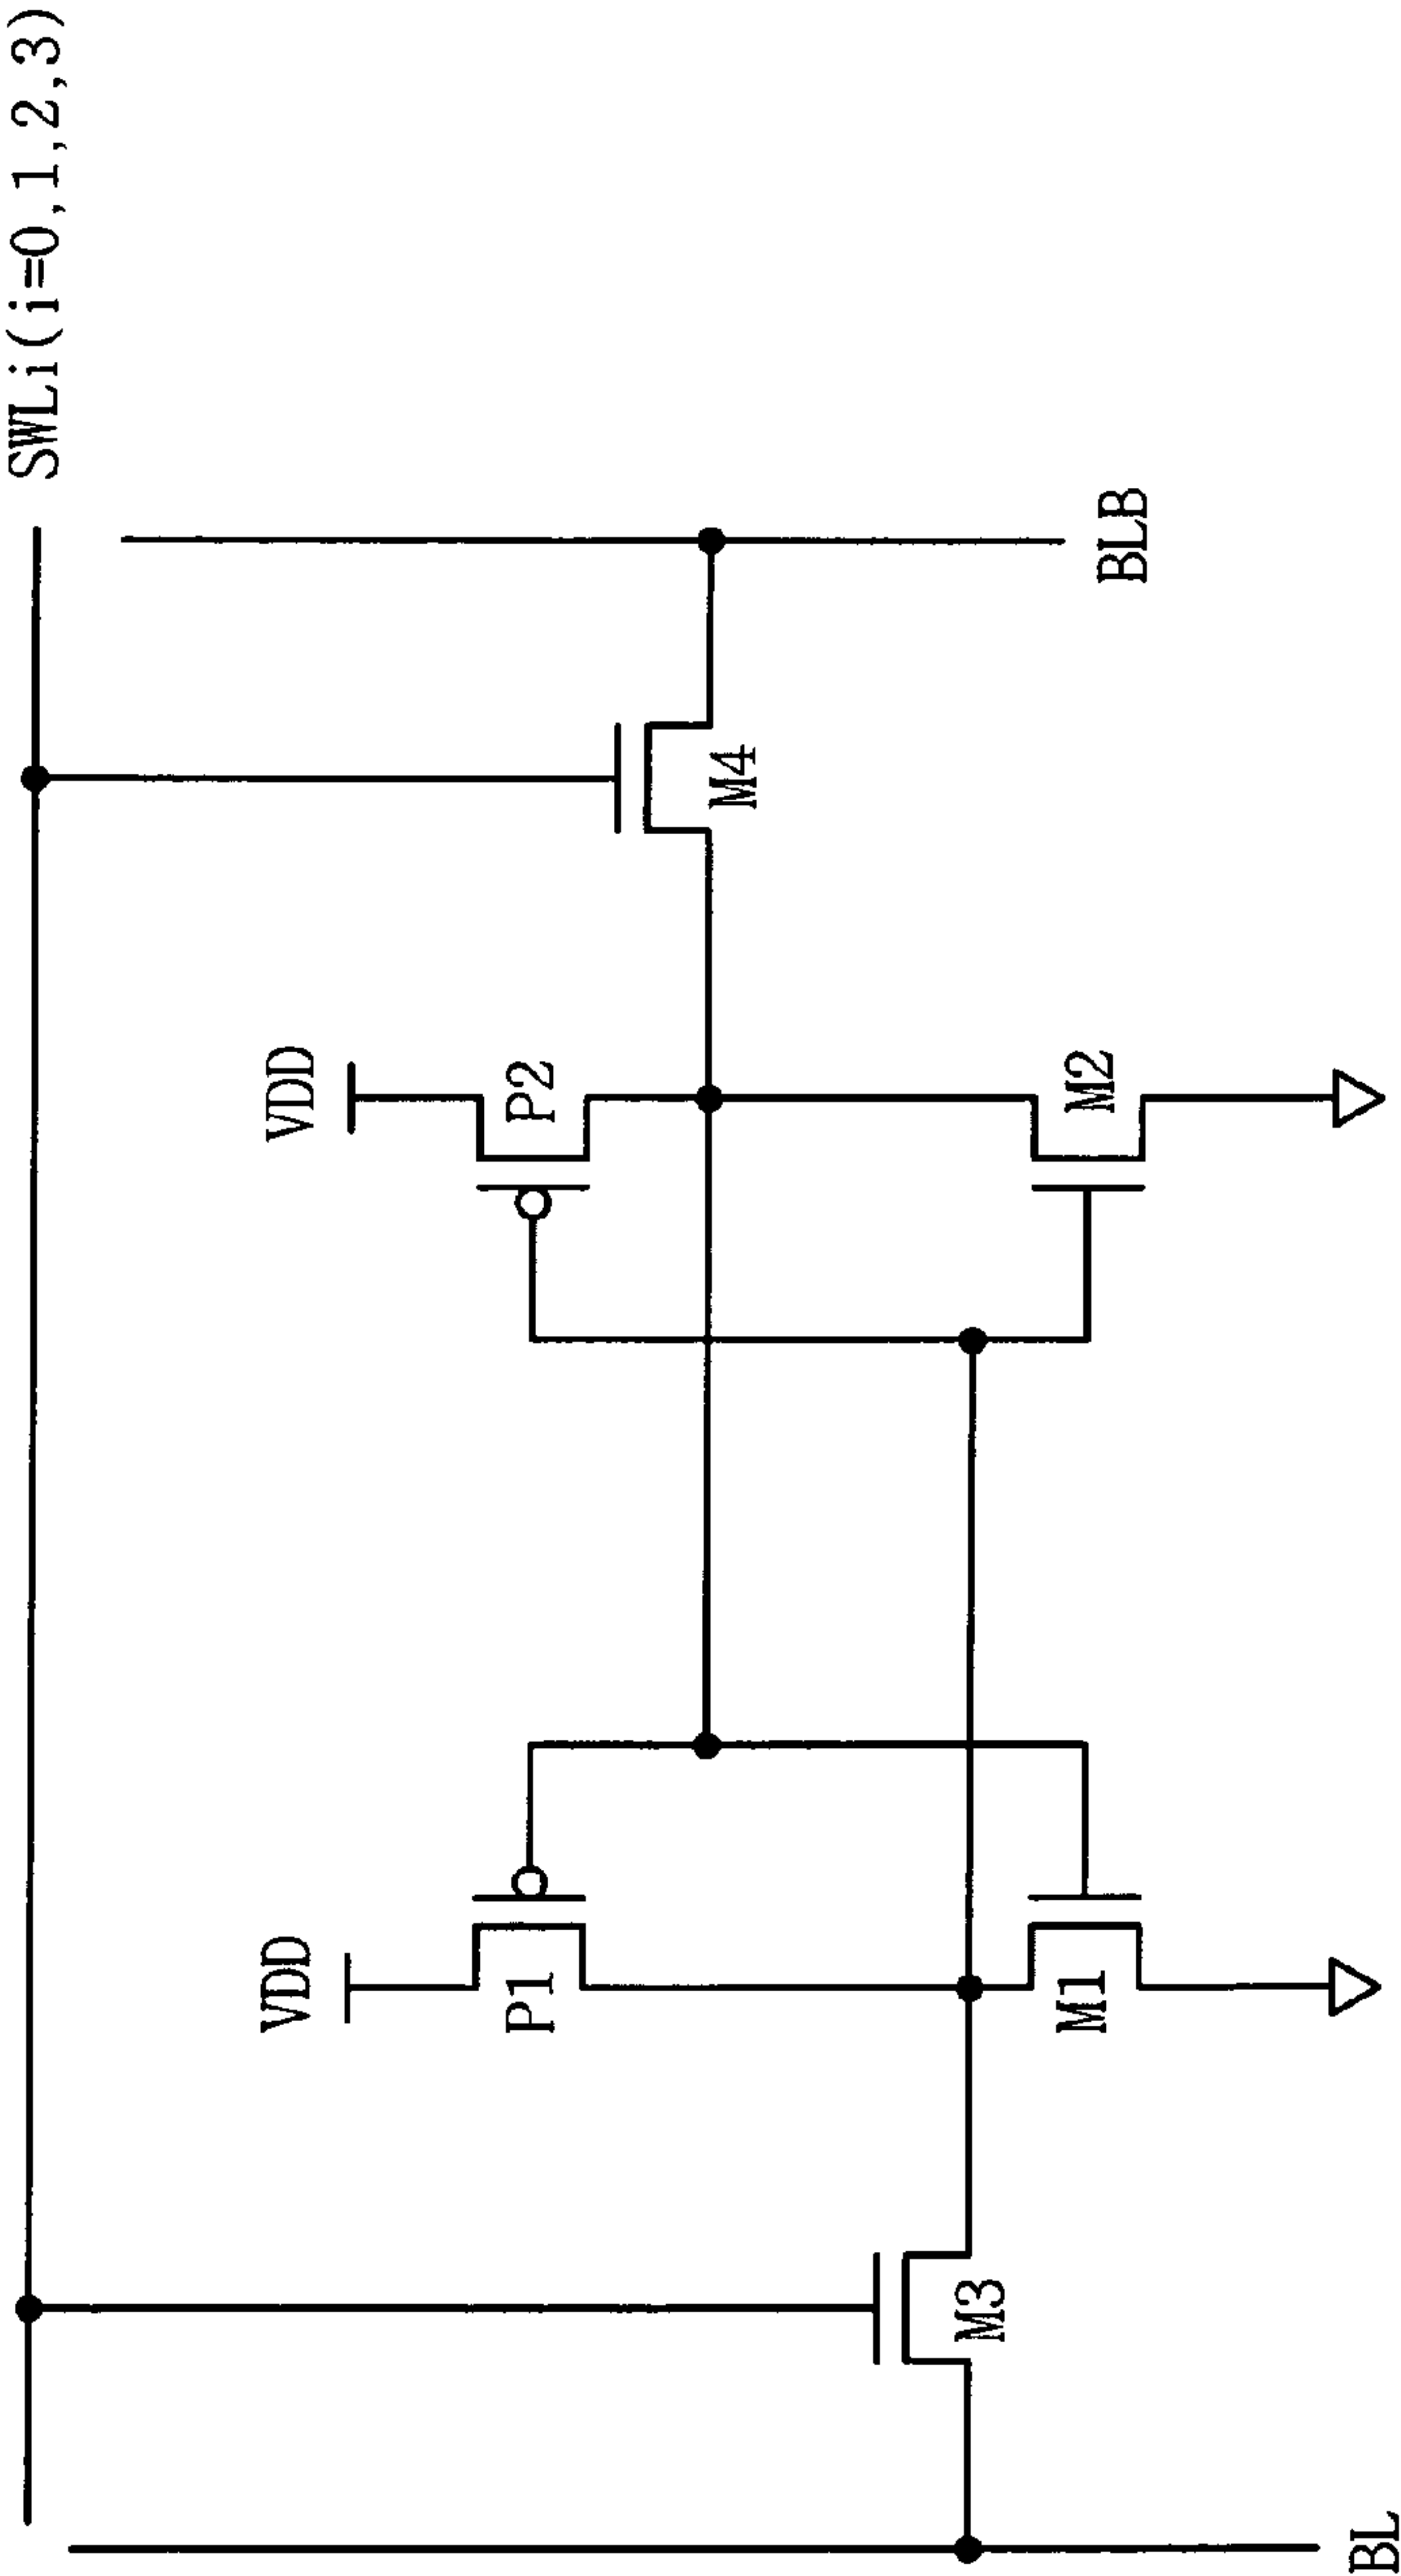 SWLi(i=0,1,2,3)
VDD
VDD
P1
P2
M4
M3
M1
M2
BL
BLB